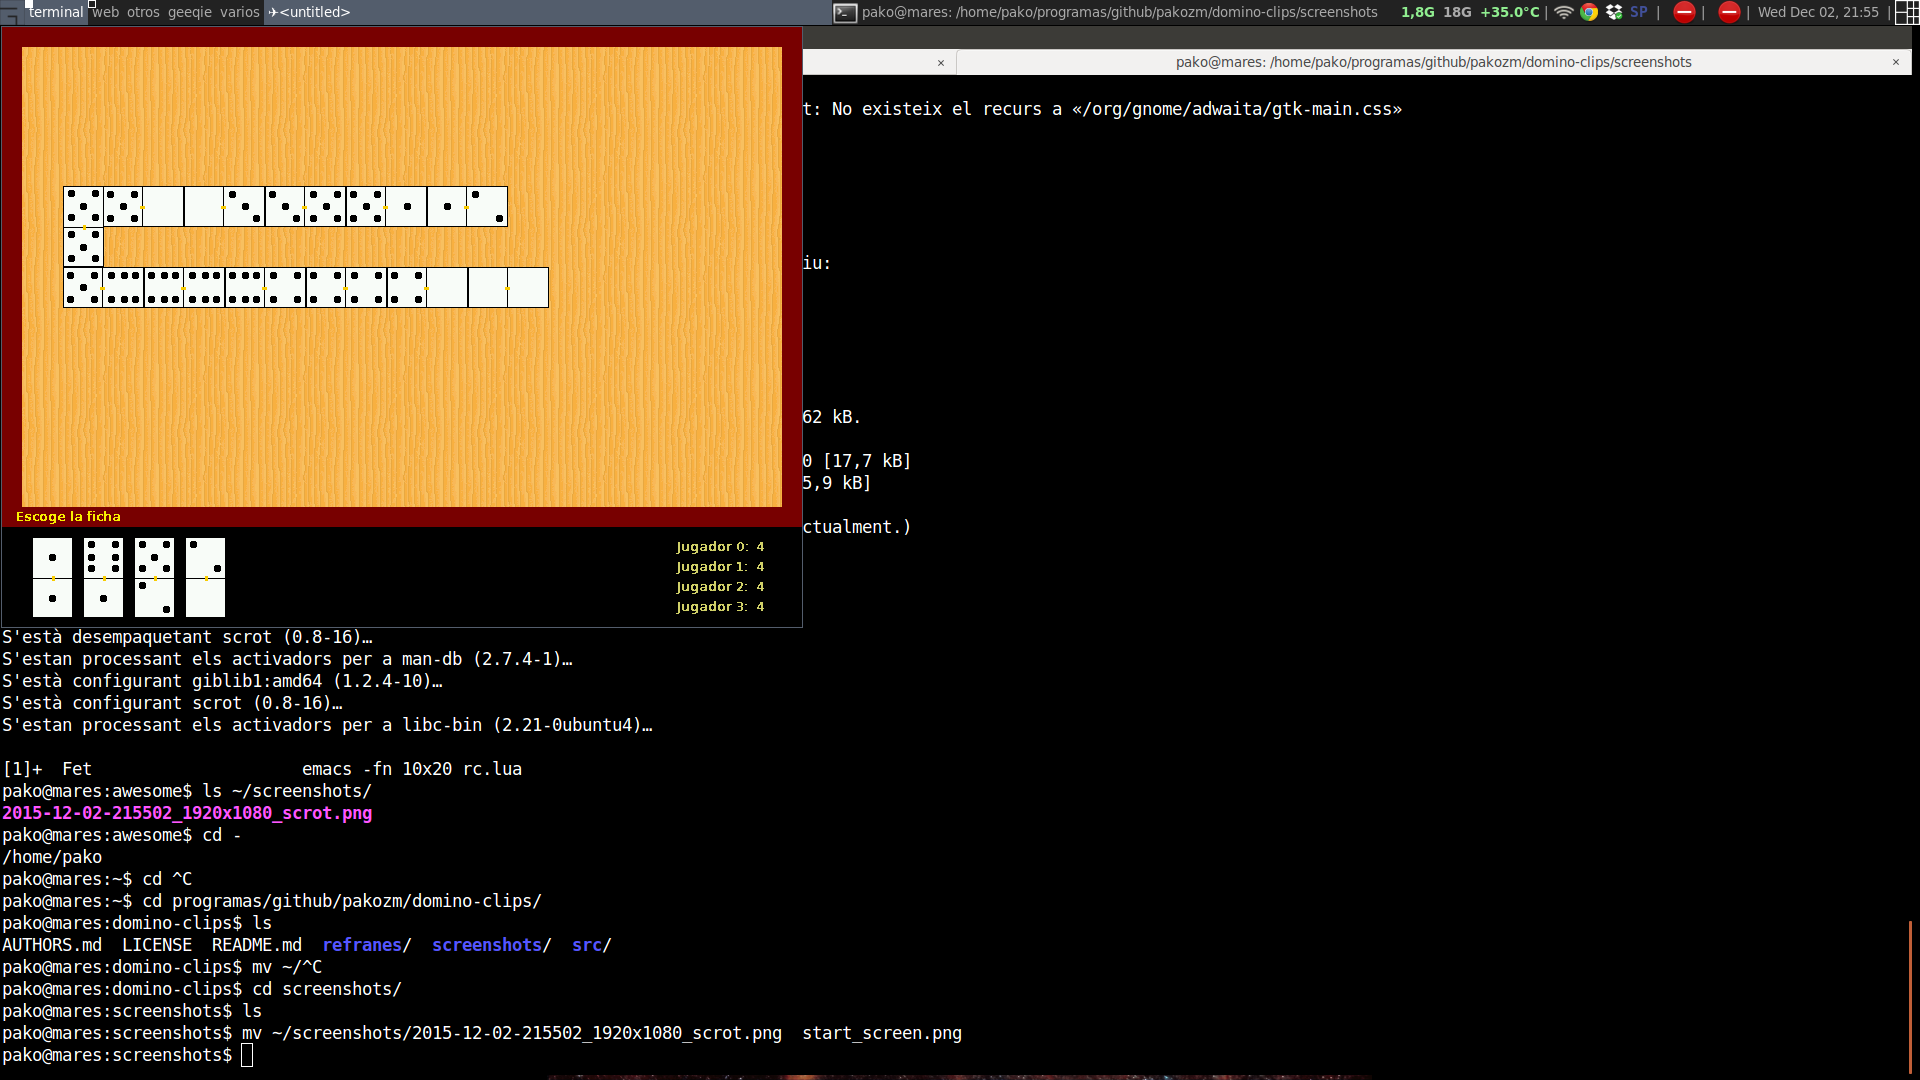 terminal web otros geeqie varios ✈<untitled>
pako@mares: /home/pako/programas/github/pakozm/domino-clips/screenshots
1,8G 18G +35.0°C | SP | | | Wed Dec 02, 21:55 |
× pako@mares: /home/pako/programas/github/pakozm/domino-clips/screenshots ×
t: No existeix el recurs a «/org/gnome/adwaita/gtk-main.css»
iu:
62 kB.
0 [17,7 kB]
5,9 kB]
ctualment.)
Escoge la ficha
Jugador 0: 4
Jugador 1: 4
Jugador 2: 4
Jugador 3: 4
S'està desempaquetant scrot (0.8-16)…
S'estan processant els activadors per a man-db (2.7.4-1)…
S'està configurant giblib1:amd64 (1.2.4-10)…
S'està configurant scrot (0.8-16)…
S'estan processant els activadors per a libc-bin (2.21-0ubuntu4)…
[1]+  Fet                     emacs -fn 10x20 rc.lua
pako@mares:awesome$ ls ~/screenshots/
2015-12-02-215502_1920x1080_scrot.png
pako@mares:awesome$ cd -
/home/pako
pako@mares:~$ cd ^C
pako@mares:~$ cd programas/github/pakozm/domino-clips/
pako@mares:domino-clips$ ls
AUTHORS.md  LICENSE  README.md  refranes/  screenshots/  src/
pako@mares:domino-clips$ mv ~/^C
pako@mares:domino-clips$ cd screenshots/
pako@mares:screenshots$ ls
pako@mares:screenshots$ mv ~/screenshots/2015-12-02-215502_1920x1080_scrot.png  start_screen.png
pako@mares:screenshots$